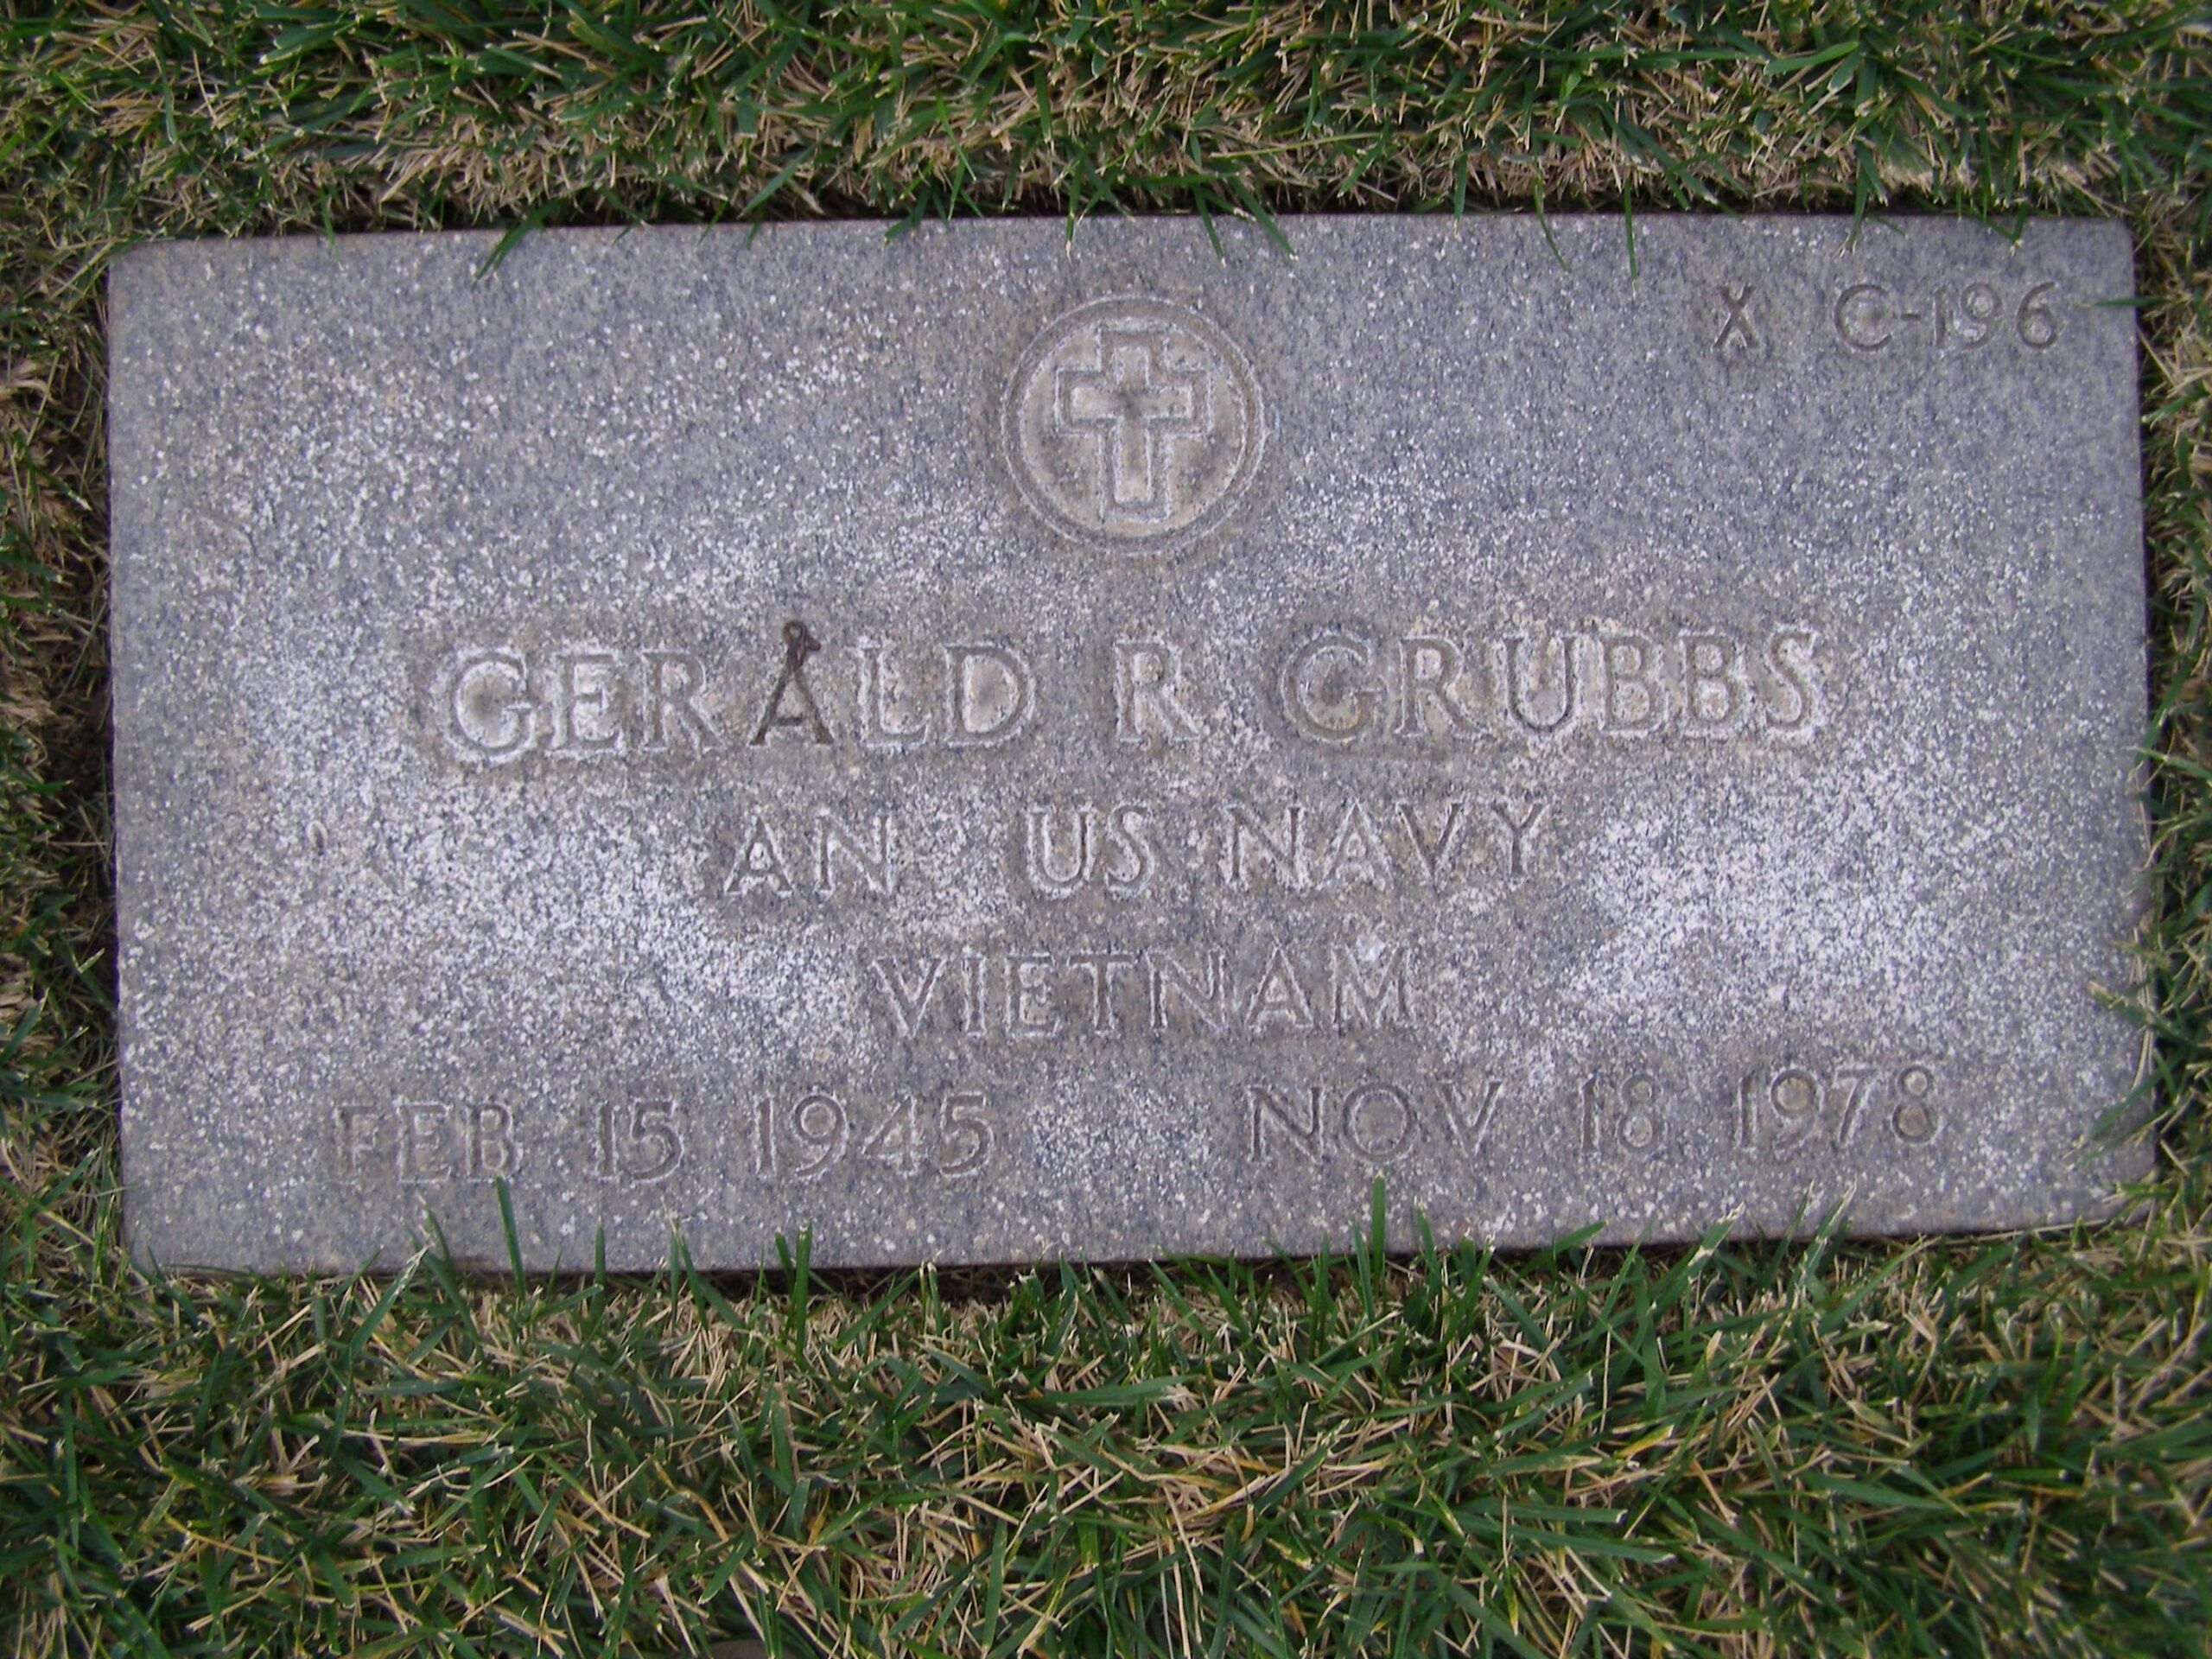 X C-196
GERALD R GRUBBS
AN US NAVY
VIETNAM
FEB 15 1945 NOV 18 1978